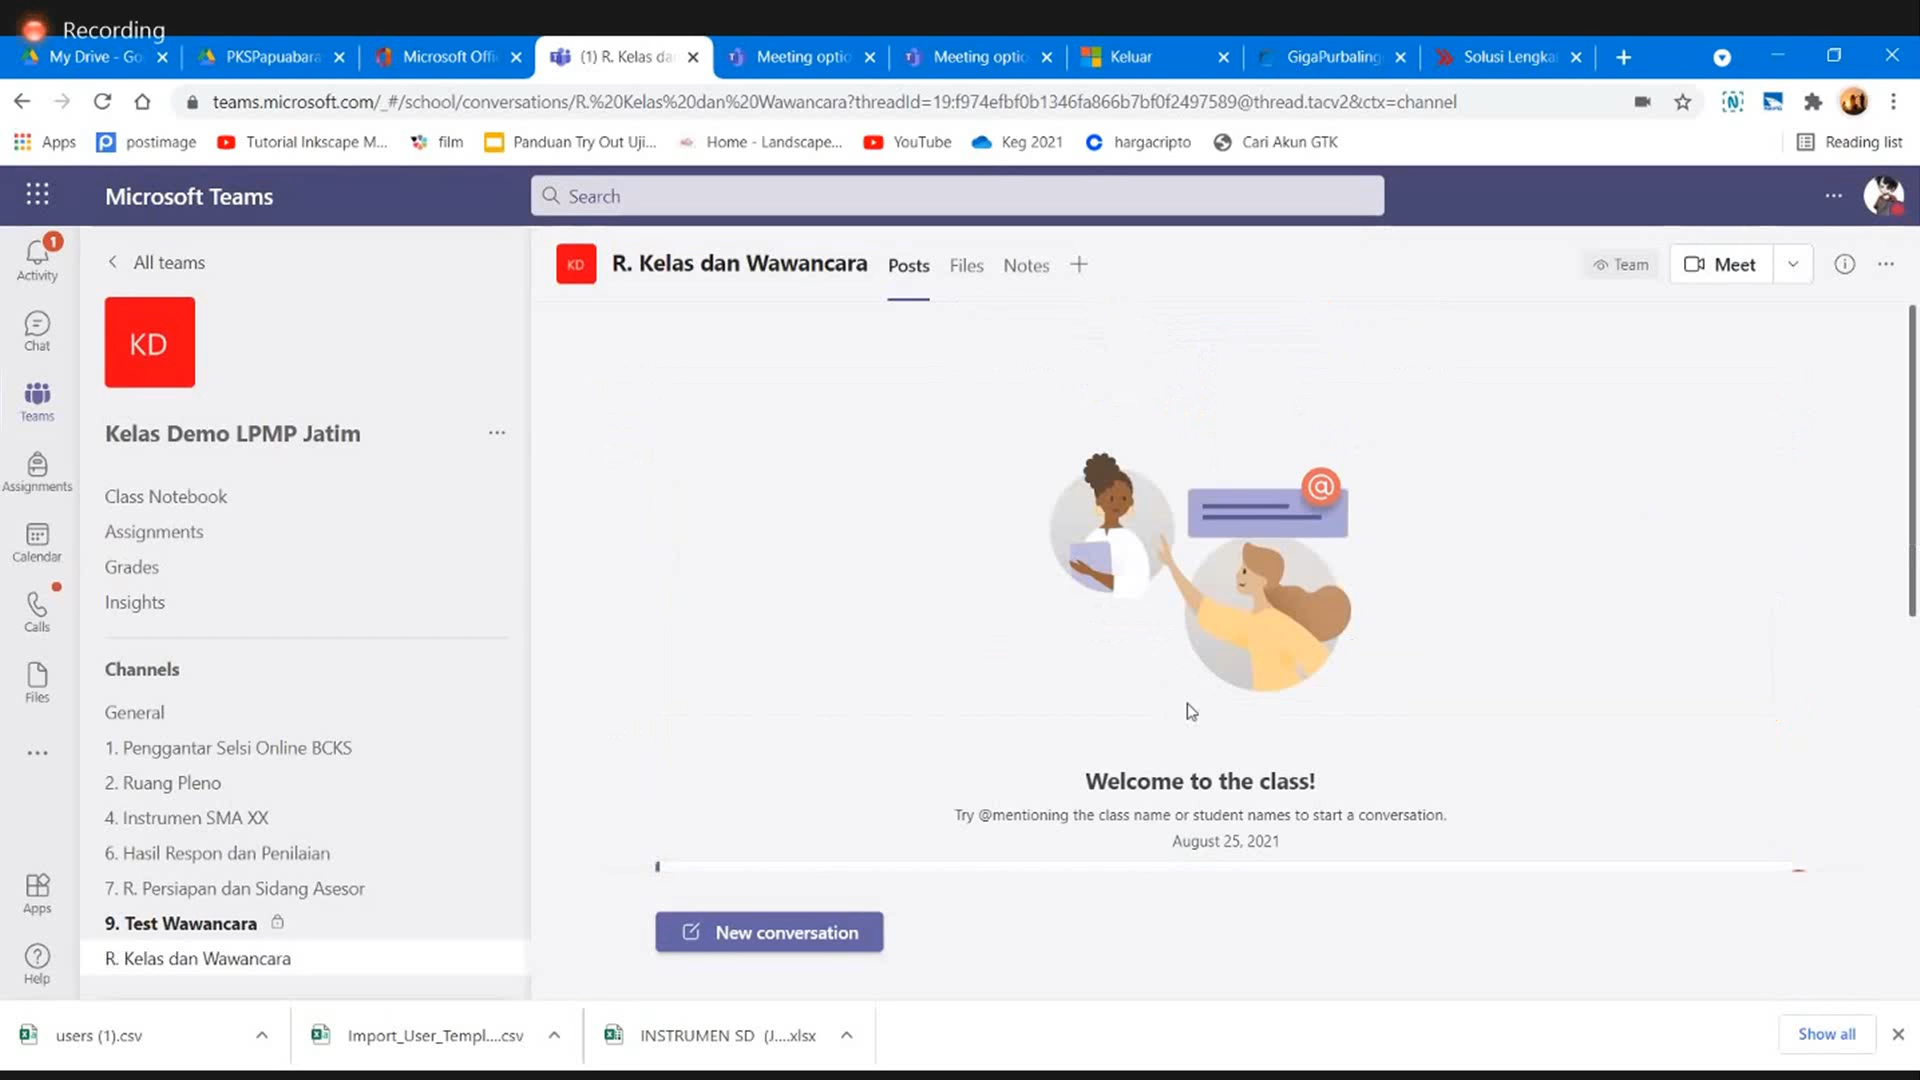 Recording
My Drive - Go
PKSPapuabara
Microsoft Offi
(1) R. Kelas dan
Meeting optio
Meeting optio
Keluar
GigaPurbaling
Solusi Lengka
teams.microsoft.com/_#/school/conversations/R.%20Kelas%20dan%20Wawancara?threadId=19:f974efbf0b1346fa866b7bf0f2497589@thread.tacv2&ctx=channel
Apps
postimage
Tutorial Inkscape M...
film
Panduan Try Out Uji...
Home - Landscape...
YouTube
Keg 2021
hargacripto
Cari Akun GTK
Reading list
Microsoft Teams
Search
1
Activity
Chat
Teams
Assignments
Calendar
Calls
Files
Apps
Help
All teams
KD
Kelas Demo LPMP Jatim
Class Notebook
Assignments
Grades
Insights
Channels
General
1. Penggantar Selsi Online BCKS
2. Ruang Pleno
4. Instrumen SMA XX
6. Hasil Respon dan Penilaian
7. R. Persiapan dan Sidang Asesor
9. Test Wawancara
R. Kelas dan Wawancara
KD
R. Kelas dan Wawancara
Posts
Files
Notes
Team
Meet
@
Welcome to the class!
Try @mentioning the class name or student names to start a conversation.
August 25, 2021
New conversation
users (1).csv
Import_User_Templ....csv
INSTRUMEN SD (J....xlsx
Show all